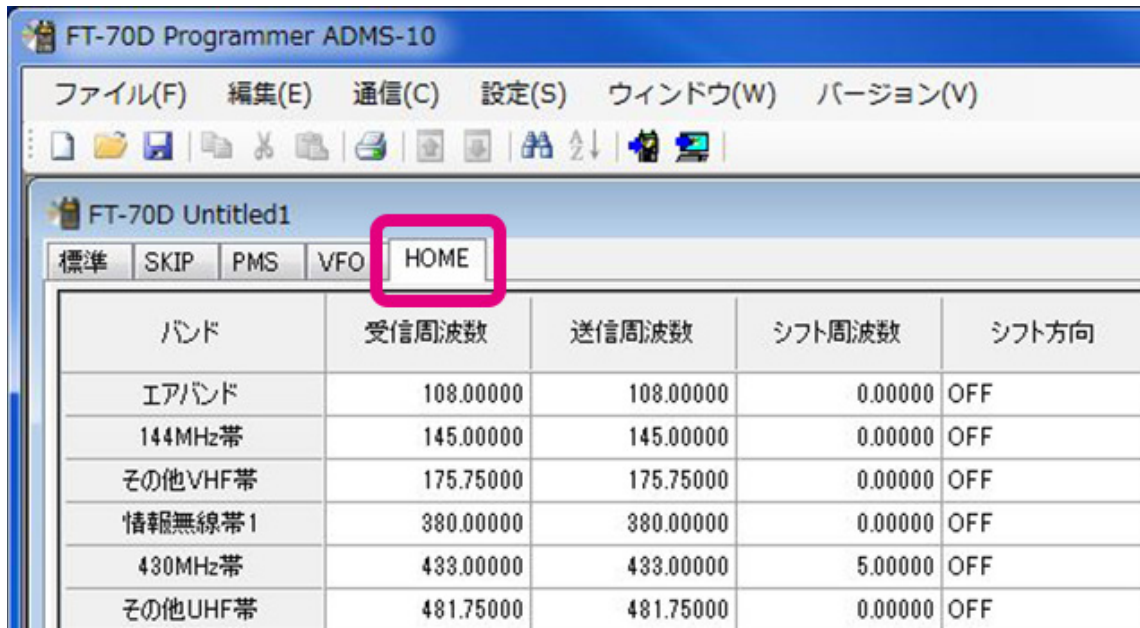 FT-70D Programmer ADMS-10
ファイル(F) 編集(E) 通信(C) 設定(S) ウィンドウ(W) バージョン(V)
FT-70D Untitled1
標準 SKIP PMS VFO HOME
バンド 受信周波数 送信周波数 シフト周波数 シフト方向
エアバンド 108.00000 108.00000 0.00000 OFF
144MHz帯 145.00000 145.00000 0.00000 OFF
その他VHF帯 175.75000 175.75000 0.00000 OFF
情報無線帯1 380.00000 380.00000 0.00000 OFF
430MHz帯 433.00000 433.00000 5.00000 OFF
その他UHF帯 481.75000 481.75000 0.00000 OFF